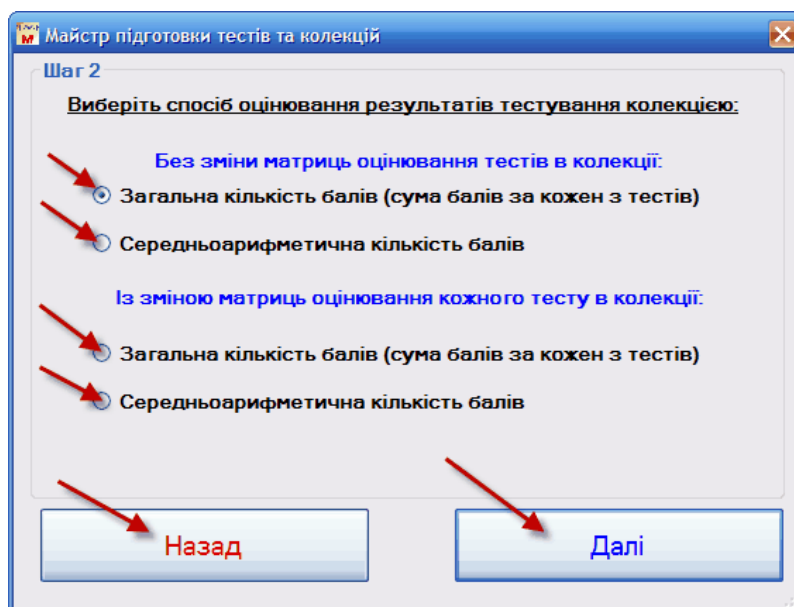 Майстр підготовки тестів та колекцій
Шаг 2
Виберіть спосіб оцінювання результатів тестування колекцією:
Без зміни матриць оцінювання тестів в колекції:
Загальна кількість балів (сума балів за кожен з тестів)
Середньоарифметична кількість балів
Із зміною матриць оцінювання кожного тесту в колекції:
Загальна кількість балів (сума балів за кожен з тестів)
Середньоарифметична кількість балів
Назад
Далі